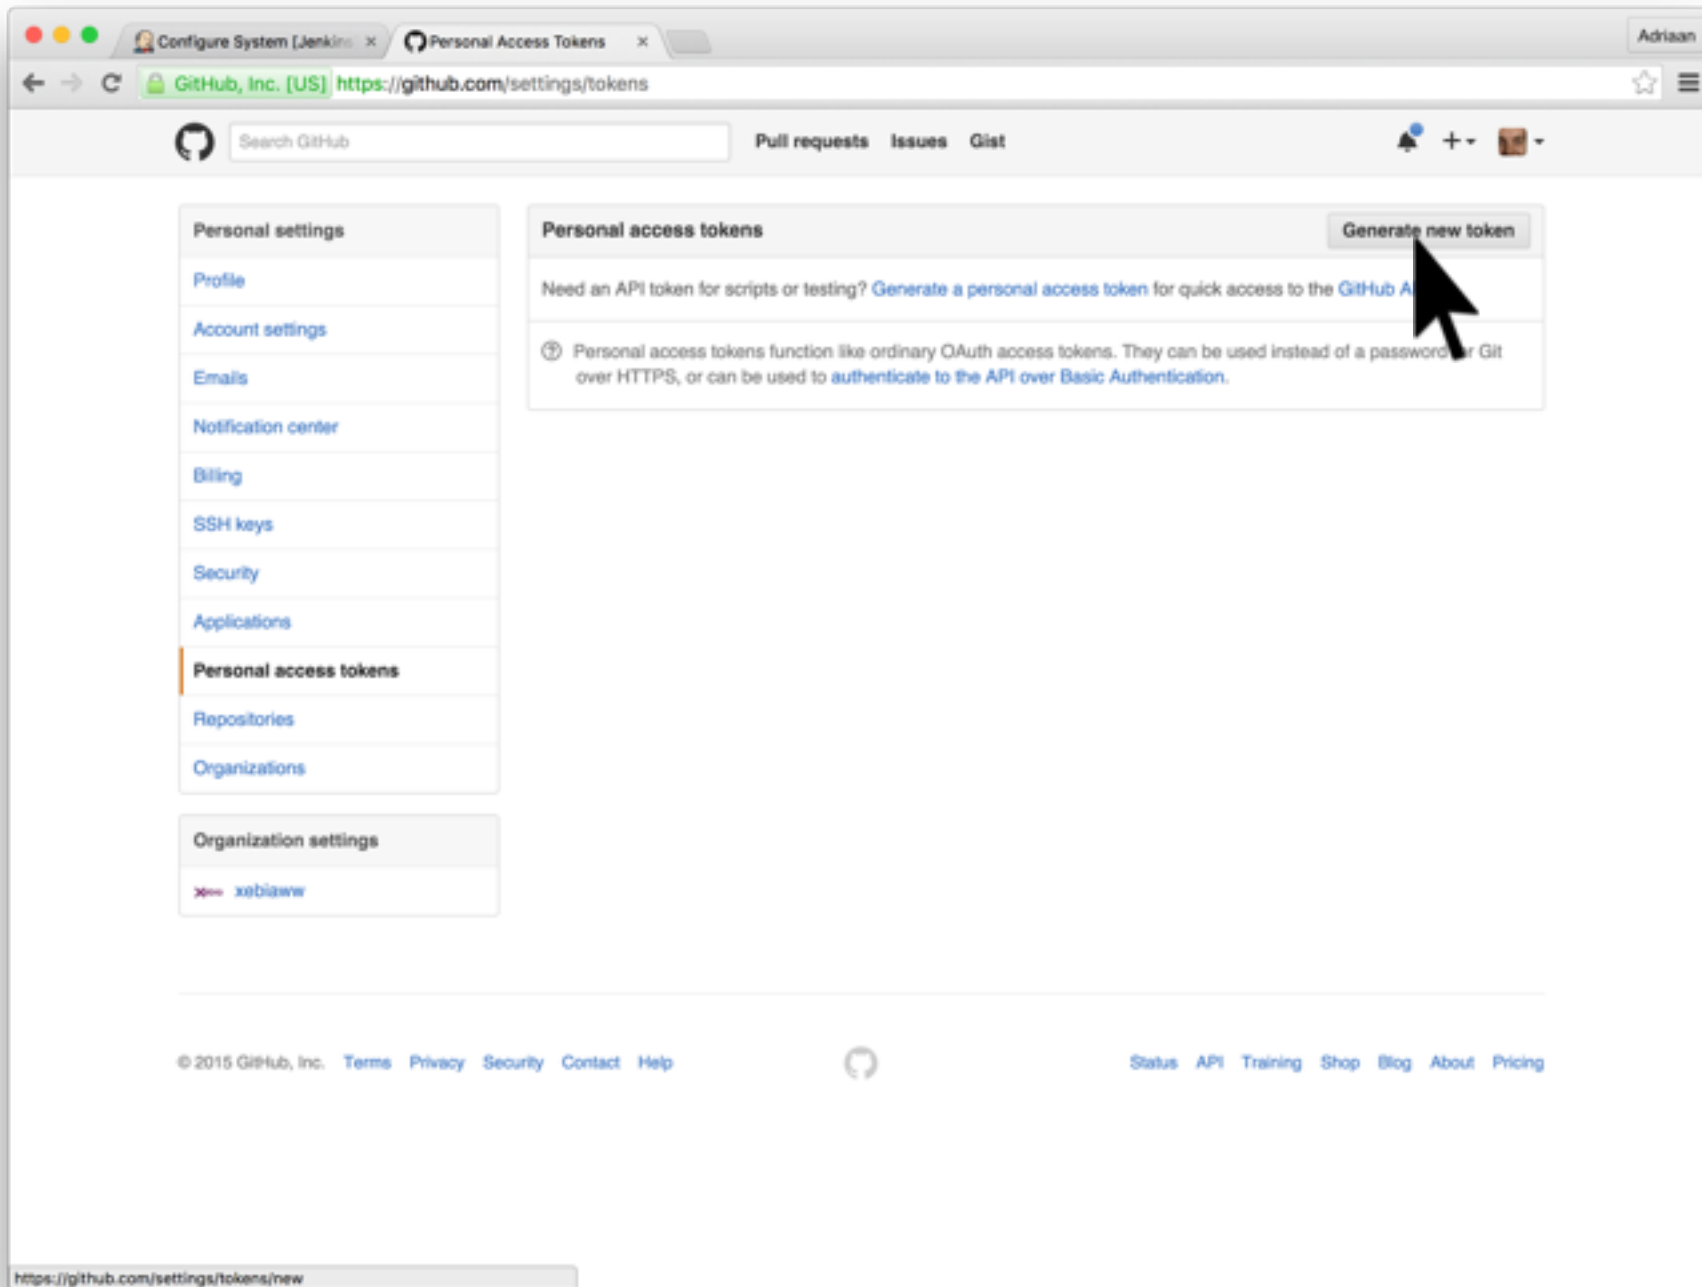 Configure System [Jenkins
Personal Access Tokens
Adriaan
GitHub, Inc. [US] https://github.com/settings/tokens
Search GitHub
Pull requests Issues Gist
Personal settings
Profile
Account settings
Emails
Notification center
Billing
SSH keys
Security
Applications
Personal access tokens
Repositories
Organizations
Organization settings
xebiaww
Personal access tokens
Generate new token
Need an API token for scripts or testing? Generate a personal access token for quick access to the GitHub
Personal access tokens function like ordinary OAuth access tokens. They can be used instead of a password Git
over HTTPS, or can be used to authenticate to the API over Basic Authentication.
© 2015 GitHub, Inc. Terms Privacy Security Contact Help
Status API Training Shop Blog About Pricing
https://github.com/settings/tokens/new